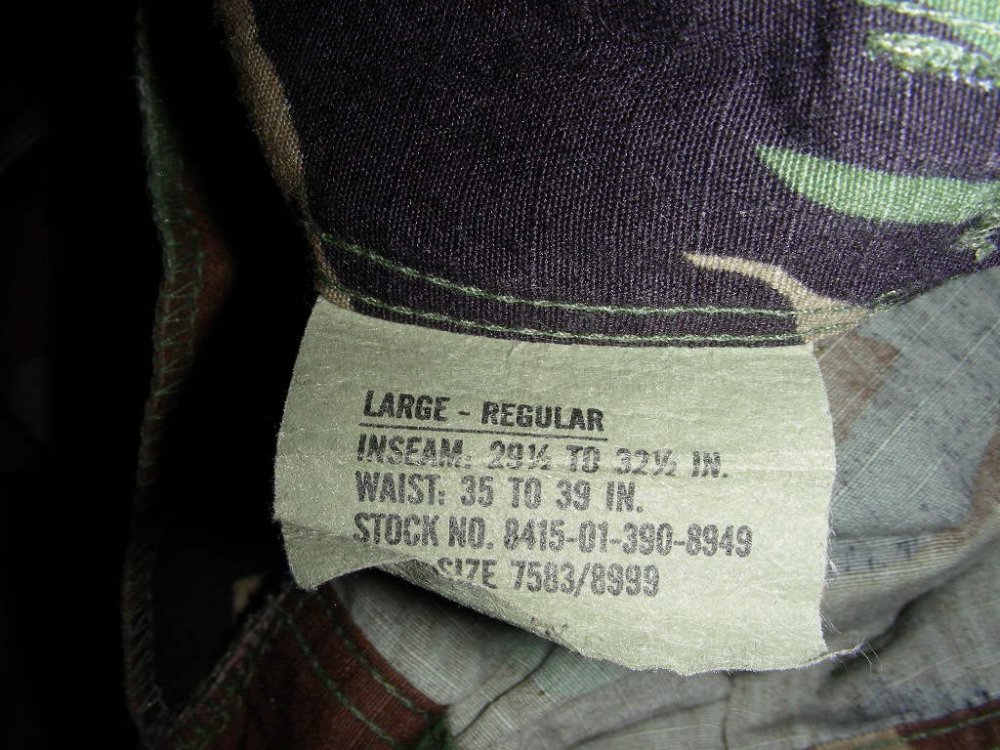 LARGE - REGULAR
INSEAM: 29½ TO 32½ IN.
WAIST: 35 TO 39 IN.
STOCK NO. 8415-01-390-8949
SIZE 7583/8999